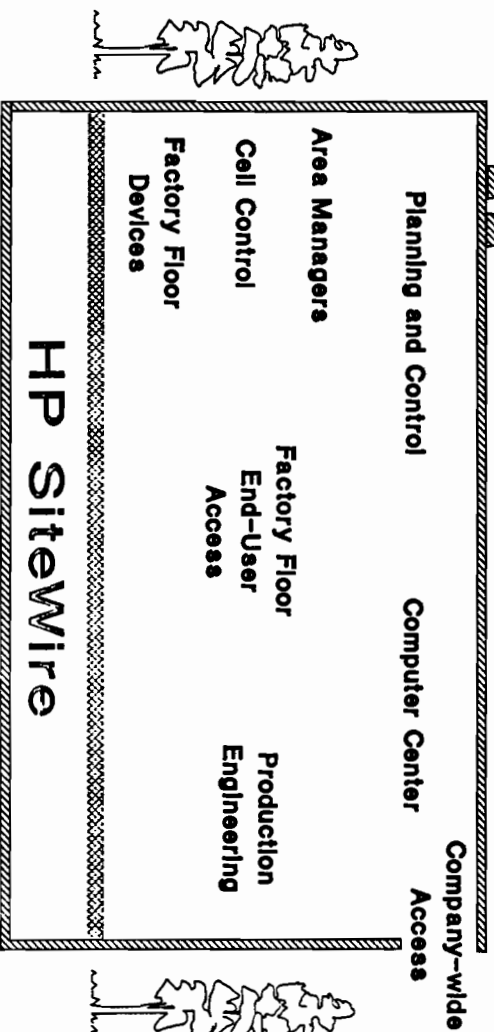 Company-wide
Access
Planning and Control
Computer Center
Area Managers
Cell Control
Factory Floor
Devices
Factory Floor
End-User
Access
Production
Engineering
HP SiteWire